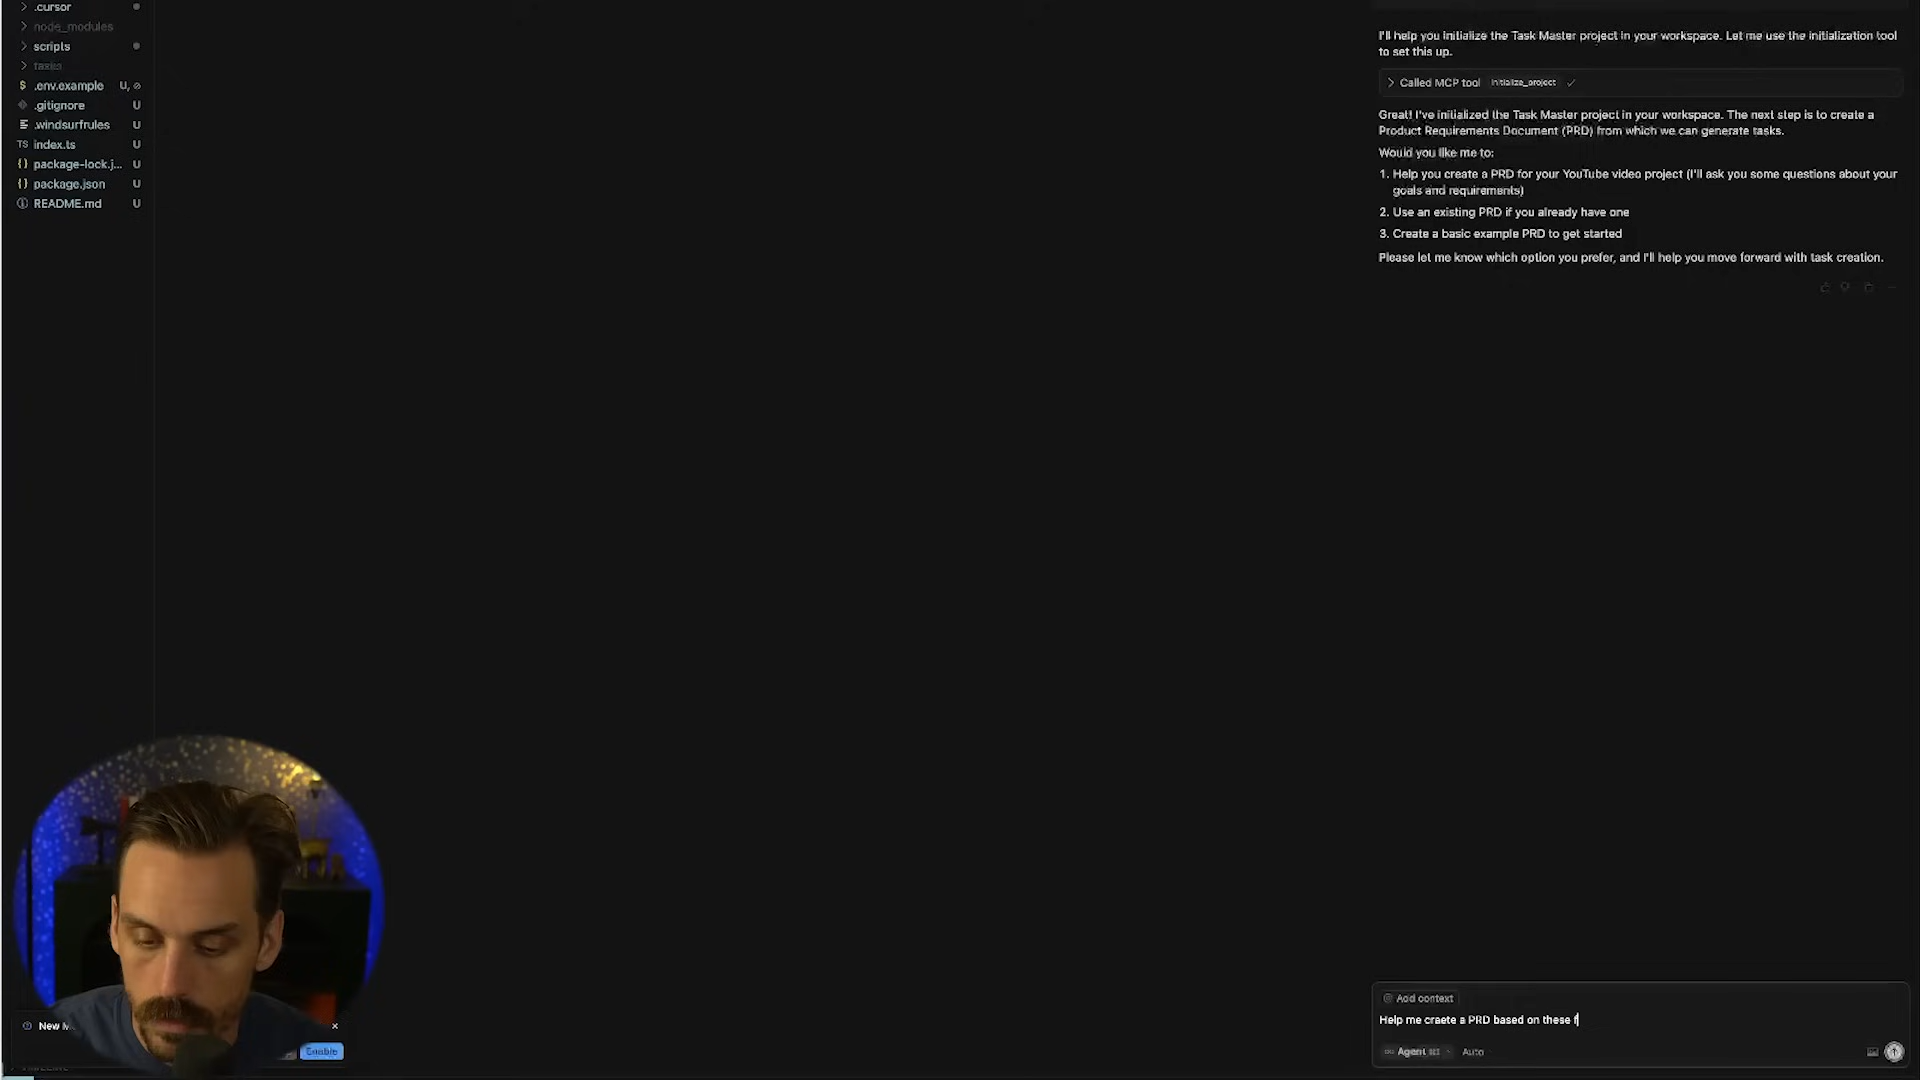 .cursor
node_modules
scripts
tasks
$ .env.example U,
.gitignore U
.windsurfrules U
TS index.ts U
{} package-lock.j... U
{} package.json U
README.md U
I'll help you initialize the Task Master project in your workspace. Let me use the initialization tool
to set this up.
Called MCP tool initialize_project
Great! I've initialized the Task Master project in your workspace. The next step is to create a
Product Requirements Document (PRD) from which we can generate tasks.
Would you like me to:
1. Help you create a PRD for your YouTube video project (I'll ask you some questions about your
goals and requirements)
2. Use an existing PRD if you already have one
3. Create a basic example PRD to get started
Please let me know which option you prefer, and I'll help you move forward with task creation.
Add context
Help me craete a PRD based on these f
Agent Auto
New
Enable